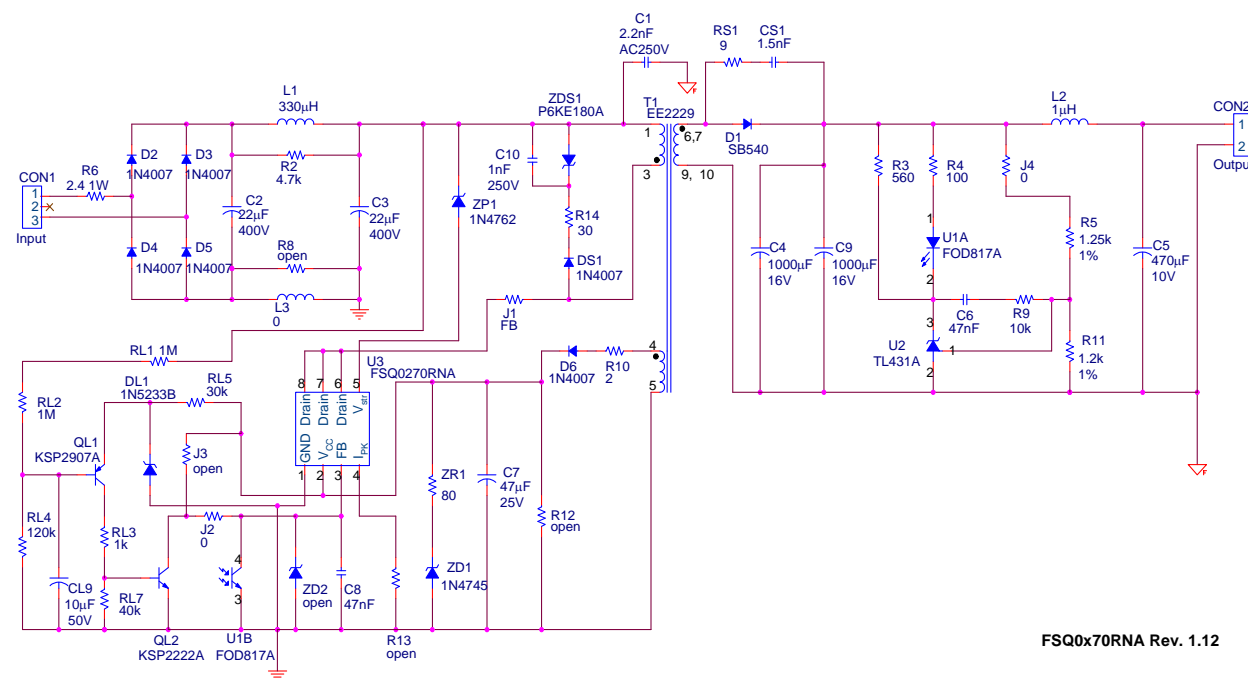 C1
2.2nF
AC250V
RS1
9
CS1
1.5nF
L1
330µH
ZDS1
P6KE180A
T1
EE2229
L2
1µH
CON2
1
2
Output
1
3
6,7
9, 10
D1
SB540
D2
1N4007
D3
1N4007
R2
4.7k
C10
1nF
250V
R3
560
R4
100
J4
0
CON1
1
2
3
Input
R6
2.4 1W
C2
22µF
400V
C3
22µF
400V
ZP1
1N4762
R14
30
R5
1.25k
1%
1
U1A
FOD817A
2
D4
1N4007
D5
1N4007
R8
open
DS1
1N4007
C4
1000µF
16V
C9
1000µF
16V
C5
470µF
10V
L3
0
J1
FB
C6
47nF
R9
10k
3
U2
TL431A
1
2
R11
1.2k
1%
RL1 1M
U3
FSQ0270RNA
D6
1N4007
R10
2
4
5
DL1
1N5233B
RL5
30k
8
7
6
5
Drain
Drain
Drain
Vstr
GND
VCC
FB
IPK
1
2
3
4
RL2
1M
QL1
KSP2907A
J3
open
ZR1
80
C7
47µF
25V
R12
open
RL4
120k
RL3
1k
J2
0
4
3
CL9
10µF
50V
RL7
40k
ZD2
open
C8
47nF
ZD1
1N4745
QL2
KSP2222A
U1B
FOD817A
R13
open
F
F
FSQ0x70RNA Rev. 1.12